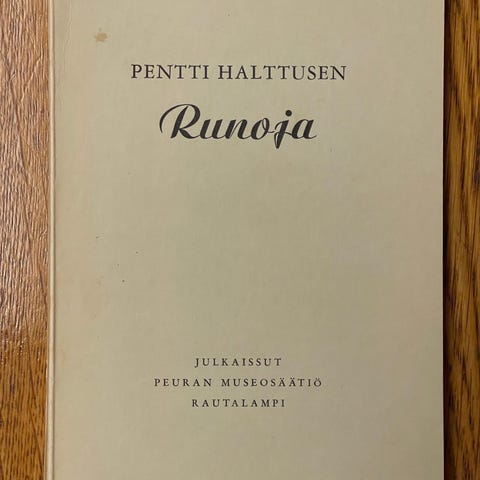 PENTTI HALTTUSEN
Runoja
JULKAISSUT
PEURAN MUSEOSÄÄTIÖ
RAUTALAMPI